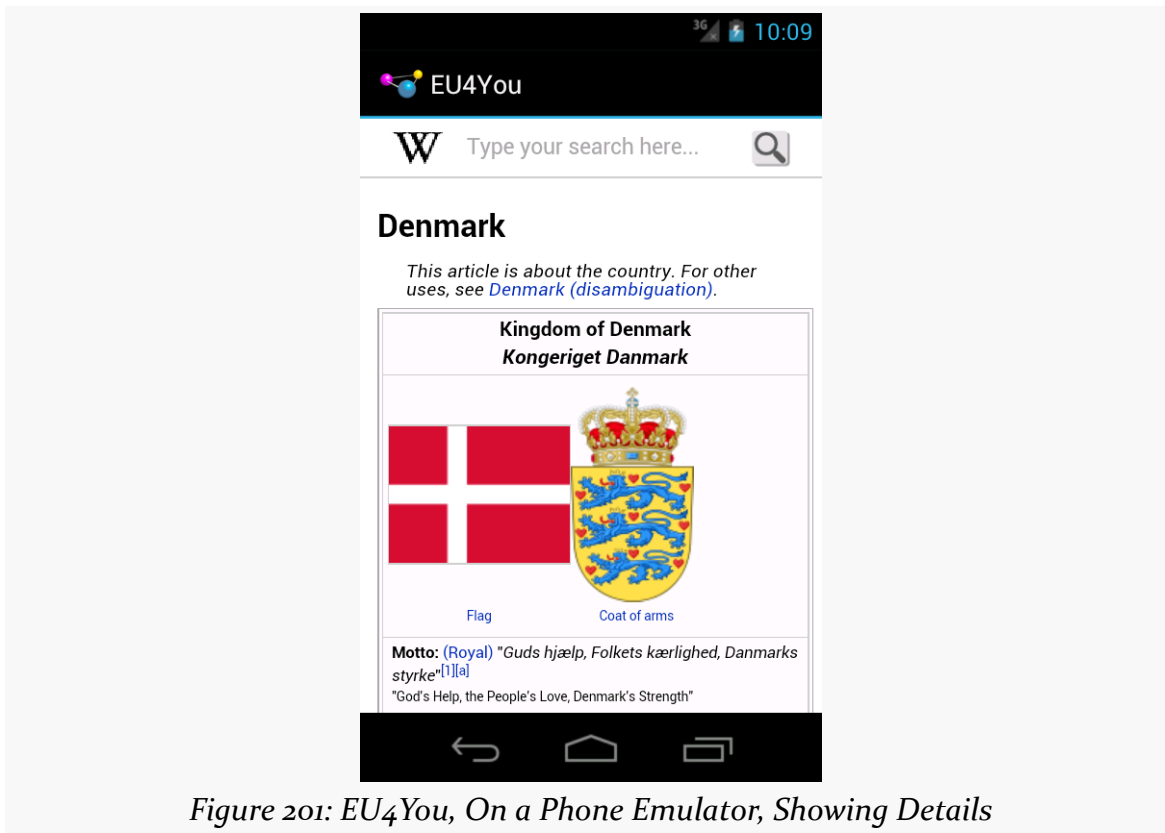 3G 10:09
EU4You
W Type your search here...
Denmark
This article is about the country. For other
uses, see Denmark (disambiguation).
Kingdom of Denmark
Kongeriget Danmark
Flag Coat of arms
Motto: (Royal) "Guds hjælp, Folkets kærlighed, Danmarks
styrke"[1][a]
"God's Help, the People's Love, Denmark's Strength"
Figure 201: EU4You, On a Phone Emulator, Showing Details